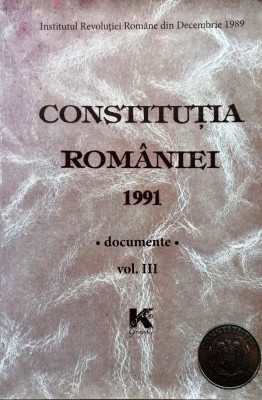 Institutul Revoluției Române din Decembrie 1989
CONSTITUȚIA
ROMÂNIEI
1991
• documente •
vol. III
K